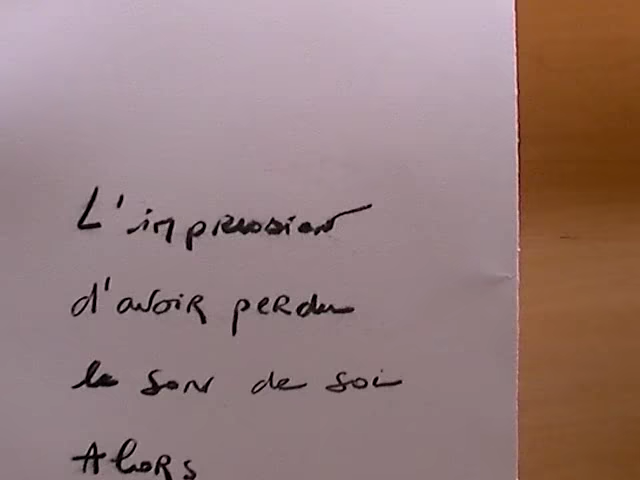 L'impression
d'avoir perdu
le son de soi
Alors